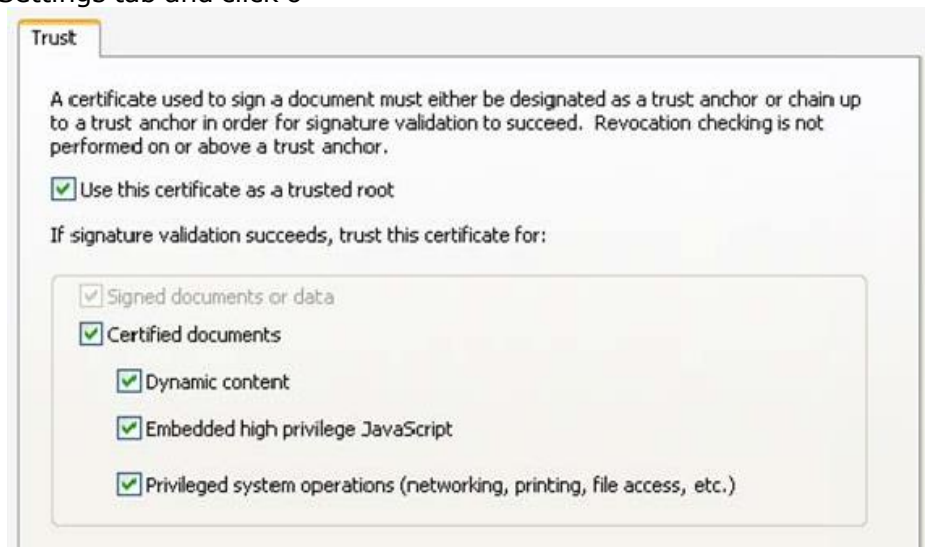 Settings tab and click
Trust
A certificate used to sign a document must either be designated as a trust anchor or chain up
to a trust anchor in order for signature validation to succeed. Revocation checking is not
performed on or above a trust anchor.
Use this certificate as a trusted root
If signature validation succeeds, trust this certificate for:
Signed documents or data
Certified documents
Dynamic content
Embedded high privilege JavaScript
Privileged system operations (networking, printing, file access, etc.)